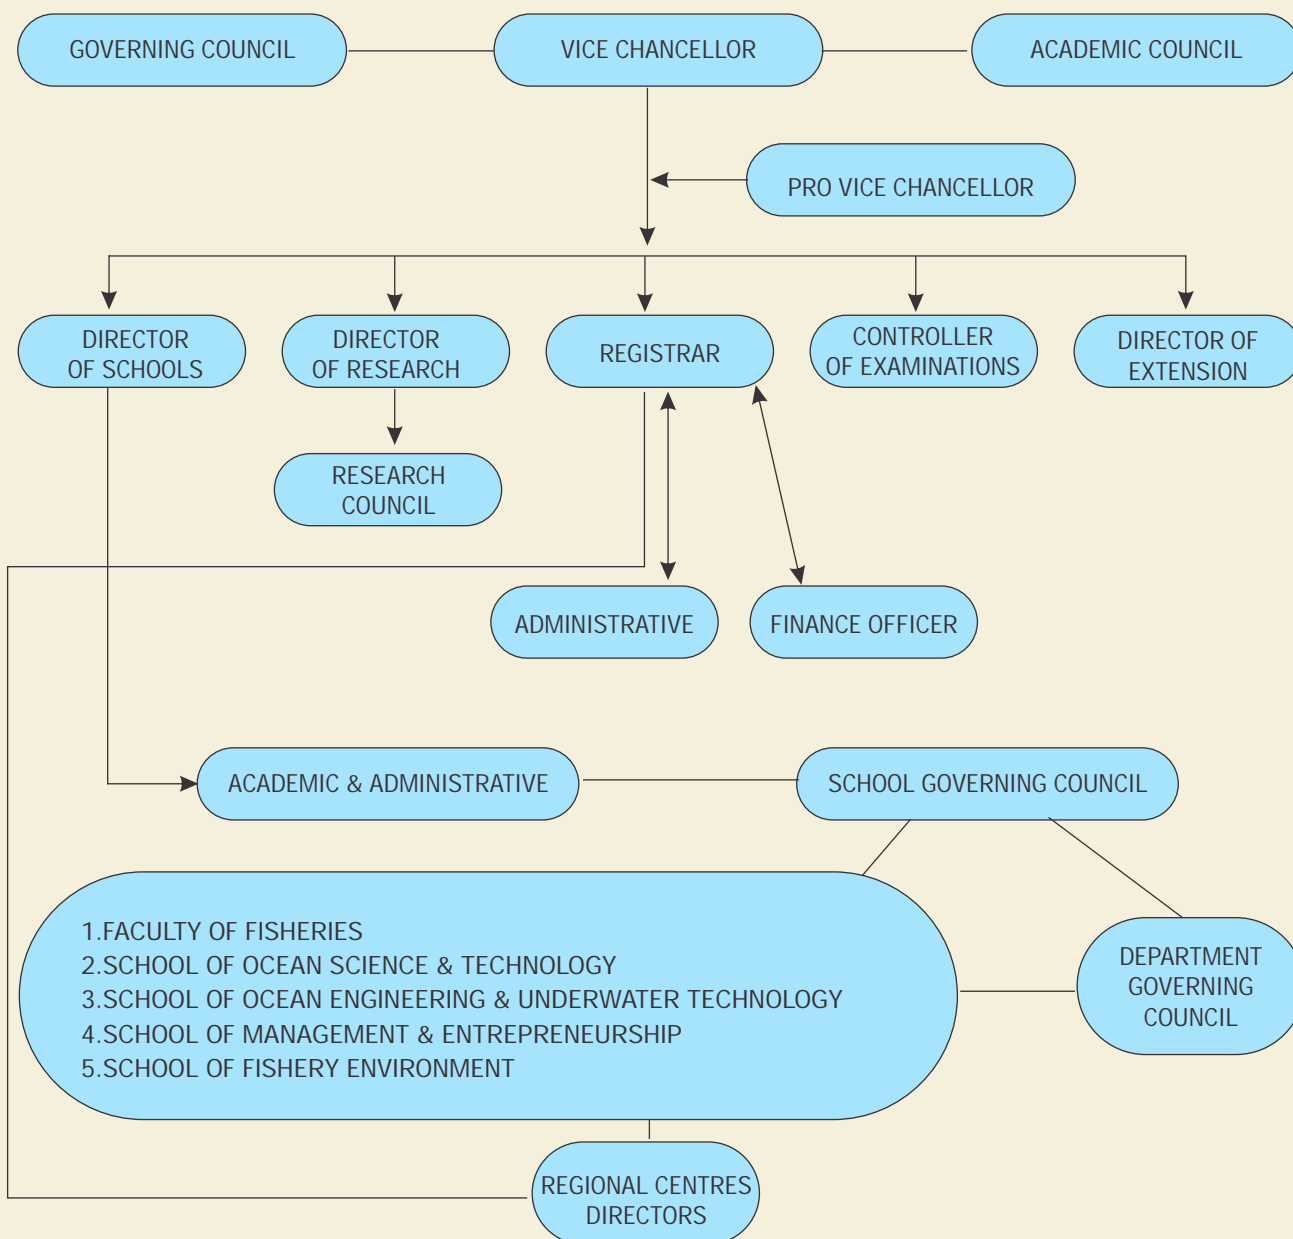 GOVERNING COUNCIL
VICE CHANCELLOR
ACADEMIC COUNCIL
PRO VICE CHANCELLOR
DIRECTOR
OF SCHOOLS
DIRECTOR
OF RESEARCH
REGISTRAR
CONTROLLER
OF EXAMINATIONS
DIRECTOR OF
EXTENSION
RESEARCH
COUNCIL
ADMINISTRATIVE
FINANCE OFFICER
ACADEMIC & ADMINISTRATIVE
SCHOOL GOVERNING COUNCIL
1.FACULTY OF FISHERIES
2.SCHOOL OF OCEAN SCIENCE & TECHNOLOGY
3.SCHOOL OF OCEAN ENGINEERING & UNDERWATER TECHNOLOGY
4.SCHOOL OF MANAGEMENT & ENTREPRENEURSHIP
5.SCHOOL OF FISHERY ENVIRONMENT
DEPARTMENT
GOVERNING
COUNCIL
REGIONAL CENTRES
DIRECTORS